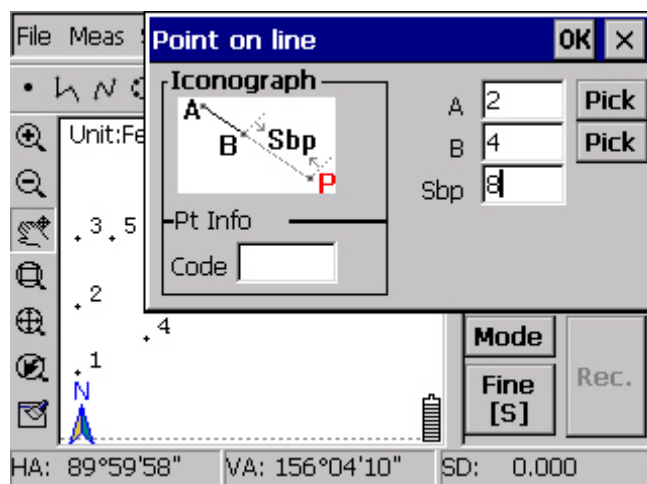 File Meas
Point on line OK ×
Iconograph
A
B Sbp
P
Pt Info
Code
A 2 Pick
B 4 Pick
Sbp 8
Unit:Fe
3 5
2
4
1
N
Mode
Fine
[S]
Rec.
HA: 89°59'58" VA: 156°04'10" SD: 0.000